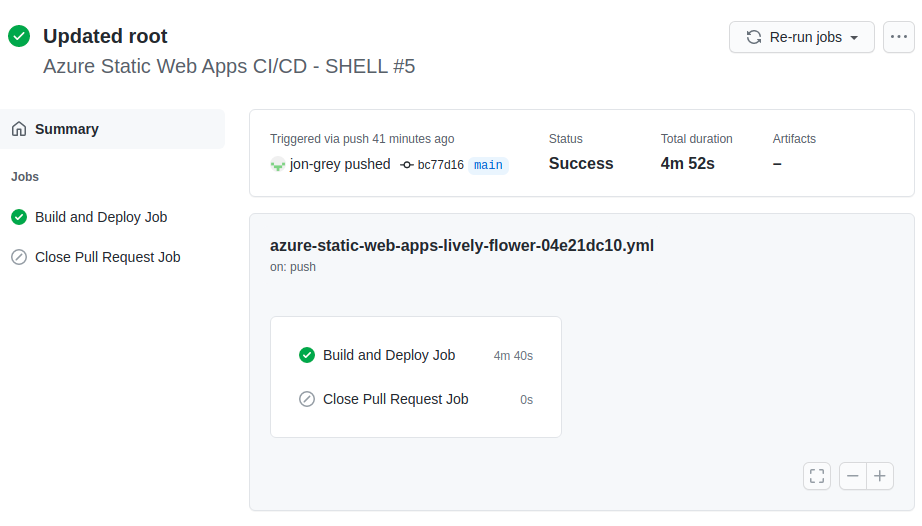 Updated root
Re-run jobs
Azure Static Web Apps CI/CD - SHELL #5
Summary
Jobs
Build and Deploy Job
Close Pull Request Job
Triggered via push 41 minutes ago
jon-grey pushed bc77d16 main
Status
Success
Total duration
4m 52s
Artifacts
–
azure-static-web-apps-lively-flower-04e21dc10.yml
on: push
Build and Deploy Job 4m 40s
Close Pull Request Job 0s